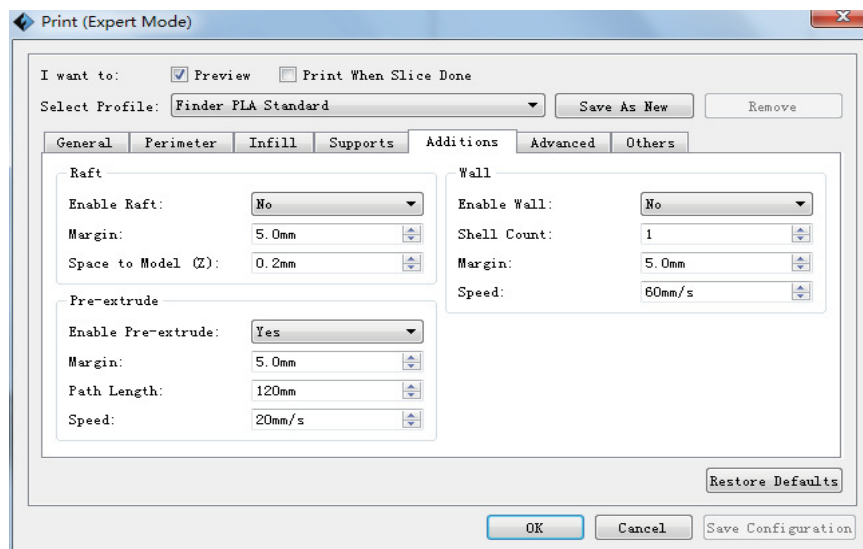 Print (Expert Mode)
I want to: Preview Print When Slice Done
Select Profile: Finder PLA Standard Save As New Remove
General Perimeter Infill Supports Additions Advanced Others
Raft
Enable Raft: No
Margin: 5.0mm
Space to Model (Z): 0.2mm
Pre-extrude
Enable Pre-extrude: Yes
Margin: 5.0mm
Path Length: 120mm
Speed: 20mm/s
Wall
Enable Wall: No
Shell Count: 1
Margin: 5.0mm
Speed: 60mm/s
Restore Defaults
OK Cancel Save Configuration